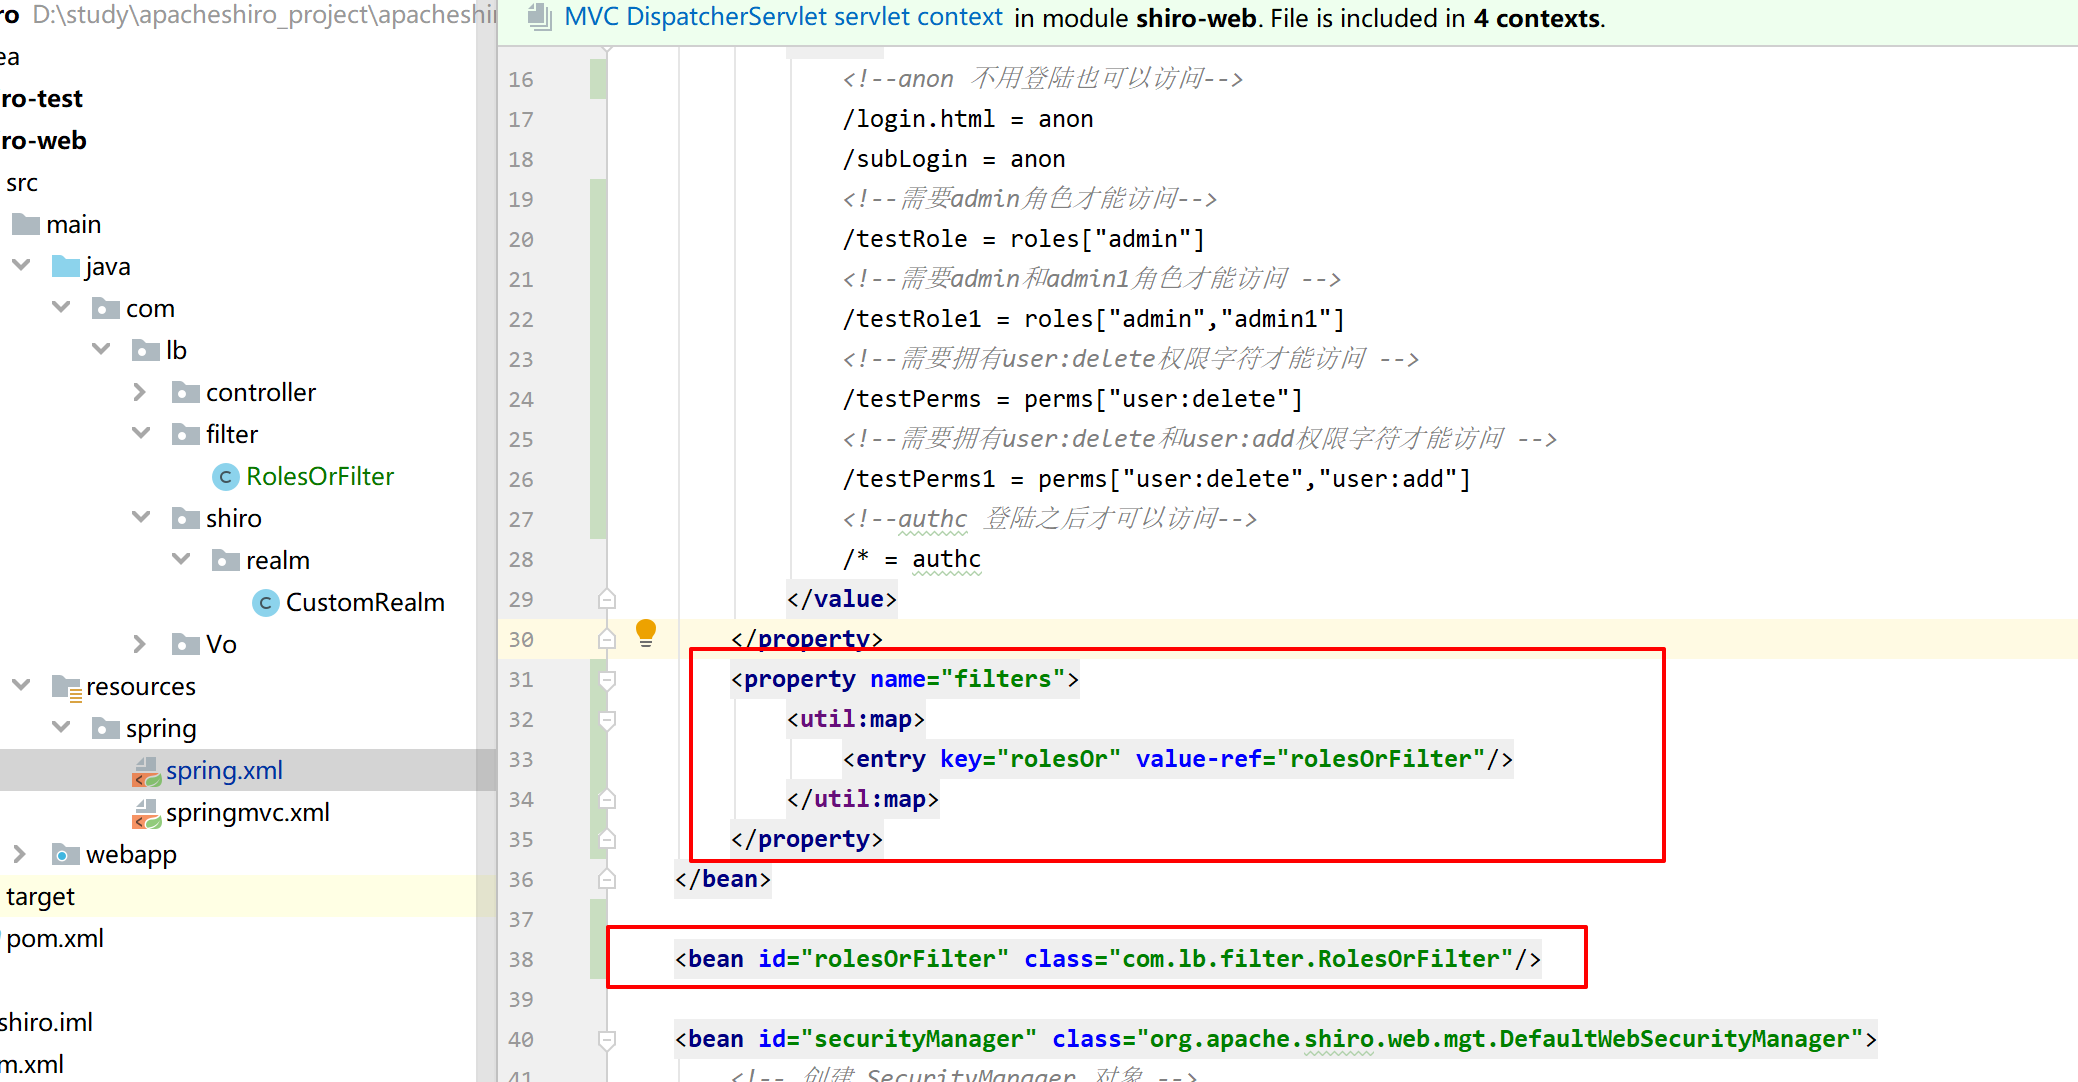 ro D:\study\apacheshiro_project\apacheshir
ea
ro-test
ro-web
src
main
java
com
lb
controller
filter
RolesOrFilter
shiro
realm
CustomRealm
Vo
resources
spring
spring.xml
springmvc.xml
webapp
target
pom.xml
shiro.iml
m.xml
MVC DispatcherServlet servlet context in module shiro-web. File is included in 4 contexts.
16 <!--anon 不用登陆也可以访问-->
17 /login.html = anon
18 /subLogin = anon
19 <!--需要admin角色才能访问-->
20 /testRole = roles["admin"]
21 <!--需要admin和admin1角色才能访问 -->
22 /testRole1 = roles["admin","admin1"]
23 <!--需要拥有user:delete权限字符才能访问 -->
24 /testPerms = perms["user:delete"]
25 <!--需要拥有user:delete和user:add权限字符才能访问 -->
26 /testPerms1 = perms["user:delete","user:add"]
27 <!--authc 登陆之后才可以访问-->
28 /* = authc
29 </value>
30 </property>
31 <property name="filters">
32 <util:map>
33 <entry key="rolesOr" value-ref="rolesOrFilter"/>
34 </util:map>
35 </property>
36 </bean>
37
38 <bean id="rolesOrFilter" class="com.lb.filter.RolesOrFilter"/>
39
40 <bean id="securityManager" class="org.apache.shiro.web.mgt.DefaultWebSecurityManager">
41 <!-- 创建 SecurityManager 对象 -->